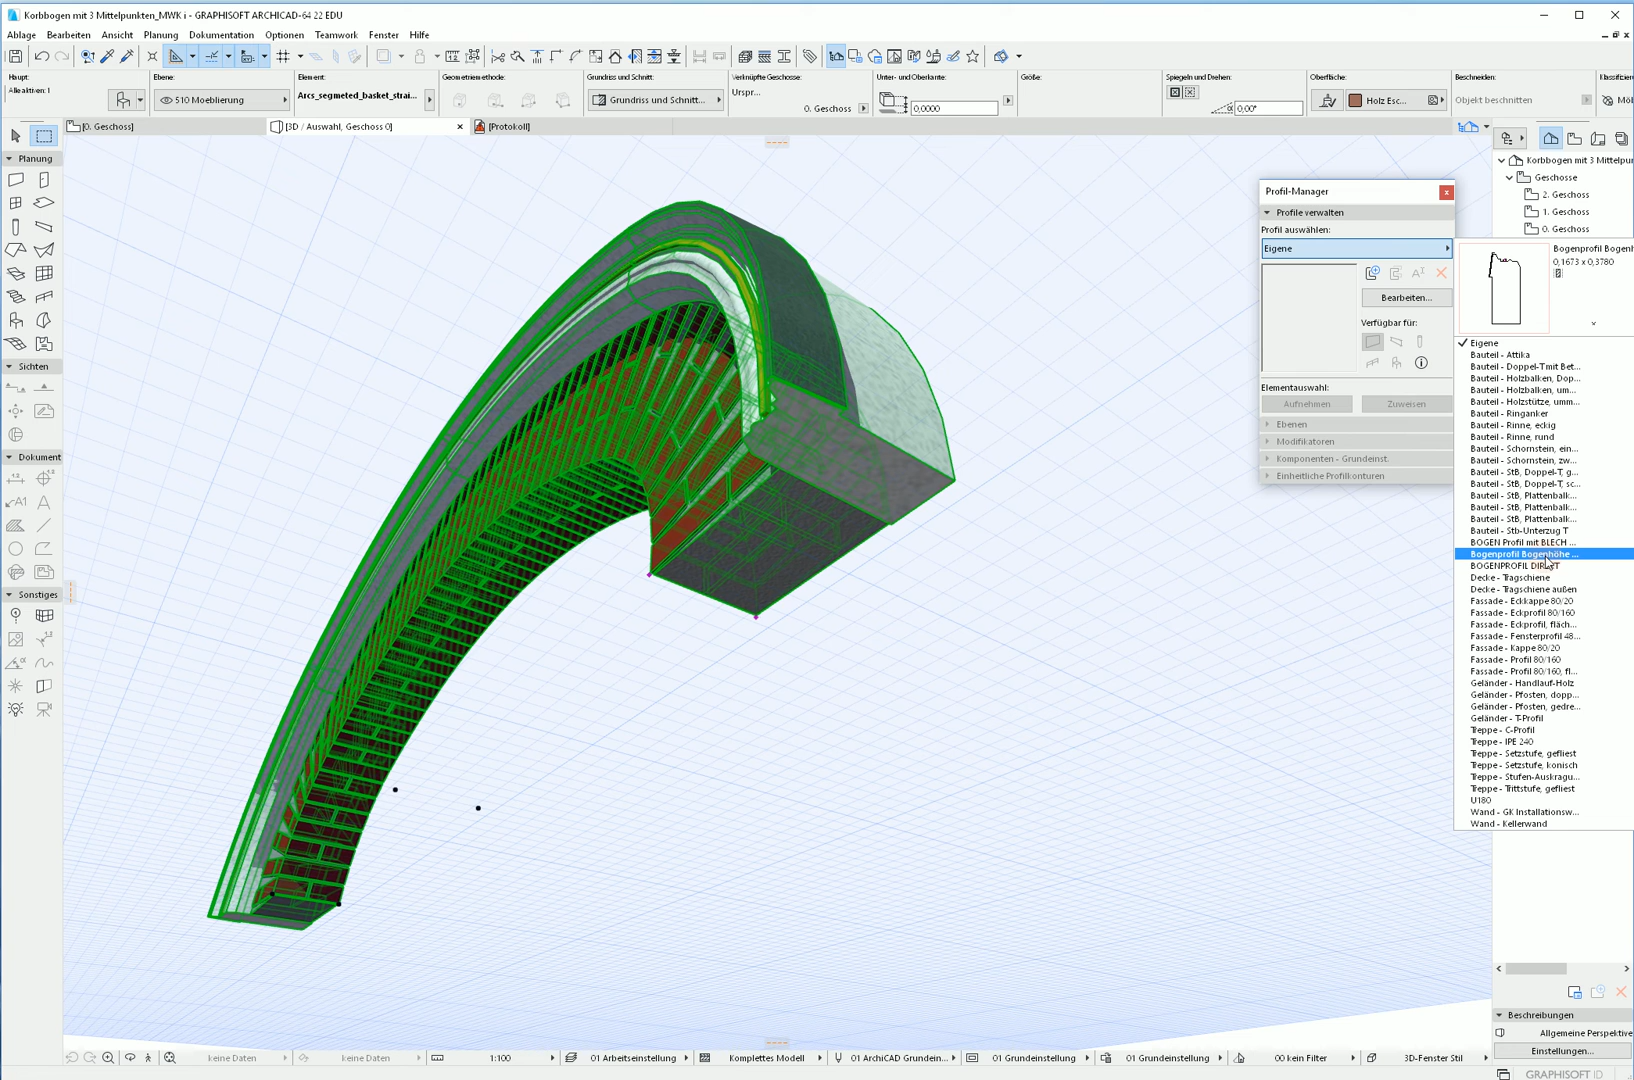 Korbbogen mit 3 Mittelpunkten_MWK i - GRAPHISOFT ARCHICAD-64 22 EDU
Ablage Bearbeiten Ansicht Planung Dokumentation Optionen Teamwork Fenster Hilfe
Haupt: Ebene: Element: Geometriemethode: Grundriss und Schnitt: Verknüpfte Geschosse: Unter- und Oberkante: Größe: Spiegeln und Drehen: Oberfläche: Beschneiden: Klassifizier
Alle aktiven: 1
510 Moeblierung
Arcs_segmeted_basket_strai...
Grundriss und Schnitt...
Urspr...
0. Geschoss
0,0000
0,00°
Holz Esc...
Objekt beschnitten
Möl
[0. Geschoss]
[3D / Auswahl, Geschoss 0]
[Protokoll]
Planung
Sichten
Dokument
Sonstiges
Profil-Manager
Profile verwalten
Profil auswählen:
Eigene
Bearbeiten...
Verfügbar für:
Elementauswahl:
Aufnehmen
Zuweisen
Ebenen
Modifikatoren
Komponenten - Grundeinst.
Einheitliche Profilkonturen
Korbbogen mit 3 Mittelpur
Geschosse
2. Geschoss
1. Geschoss
0. Geschoss
Bogenprofil Bogenh
0,1673 x 0,3780
Eigene
Bauteil - Attika
Bauteil - Doppel-Tmit Bet...
Bauteil - Holzbalken, Dop...
Bauteil - Holzbalken, um...
Bauteil - Holzstütze, umm...
Bauteil - Ringanker
Bauteil - Rinne, eckig
Bauteil - Rinne, rund
Bauteil - Schornstein, ein...
Bauteil - Schornstein, zw...
Bauteil - StB, Doppel-T, g...
Bauteil - StB, Doppel-T, sc...
Bauteil - StB, Plattenbalk...
Bauteil - StB, Plattenbalk...
Bauteil - StB, Plattenbalk...
Bauteil - Stb-Unterzug T
BOGEN Profil mit BLECH ...
Bogenprofil Bogenhöhe ...
BOGENPROFIL DIREKT
Decke - Tragschiene
Decke - Tragschiene außen
Fassade - Eckkappe 80/20
Fassade - Eckprofil 80/160
Fassade - Eckprofil, fläch...
Fassade - Fensterprofil 48...
Fassade - Kappe 80/20
Fassade - Profil 80/160
Fassade - Profil 80/160, fl...
Geländer - Handlauf-Holz
Geländer - Pfosten, dopp...
Geländer - Pfosten, gedre...
Geländer - T-Profil
Treppe - C-Profil
Treppe - IPE 240
Treppe - Setzstufe, gefliest
Treppe - Setzstufe, konisch
Treppe - Stufen-Auskragu...
Treppe - Trittstufe, gefliest
U180
Wand - GK Installationsw...
Wand - Kellerwand
Beschreibungen
Allgemeine Perspektive
Einstellungen...
keine Daten
keine Daten
1:100
01 Arbeitseinstellung
Komplettes Modell
01 ArchiCAD Grundein...
01 Grundeinstellung
01 Grundeinstellung
00 kein Filter
3D-Fenster Stil
GRAPHISOFT ID